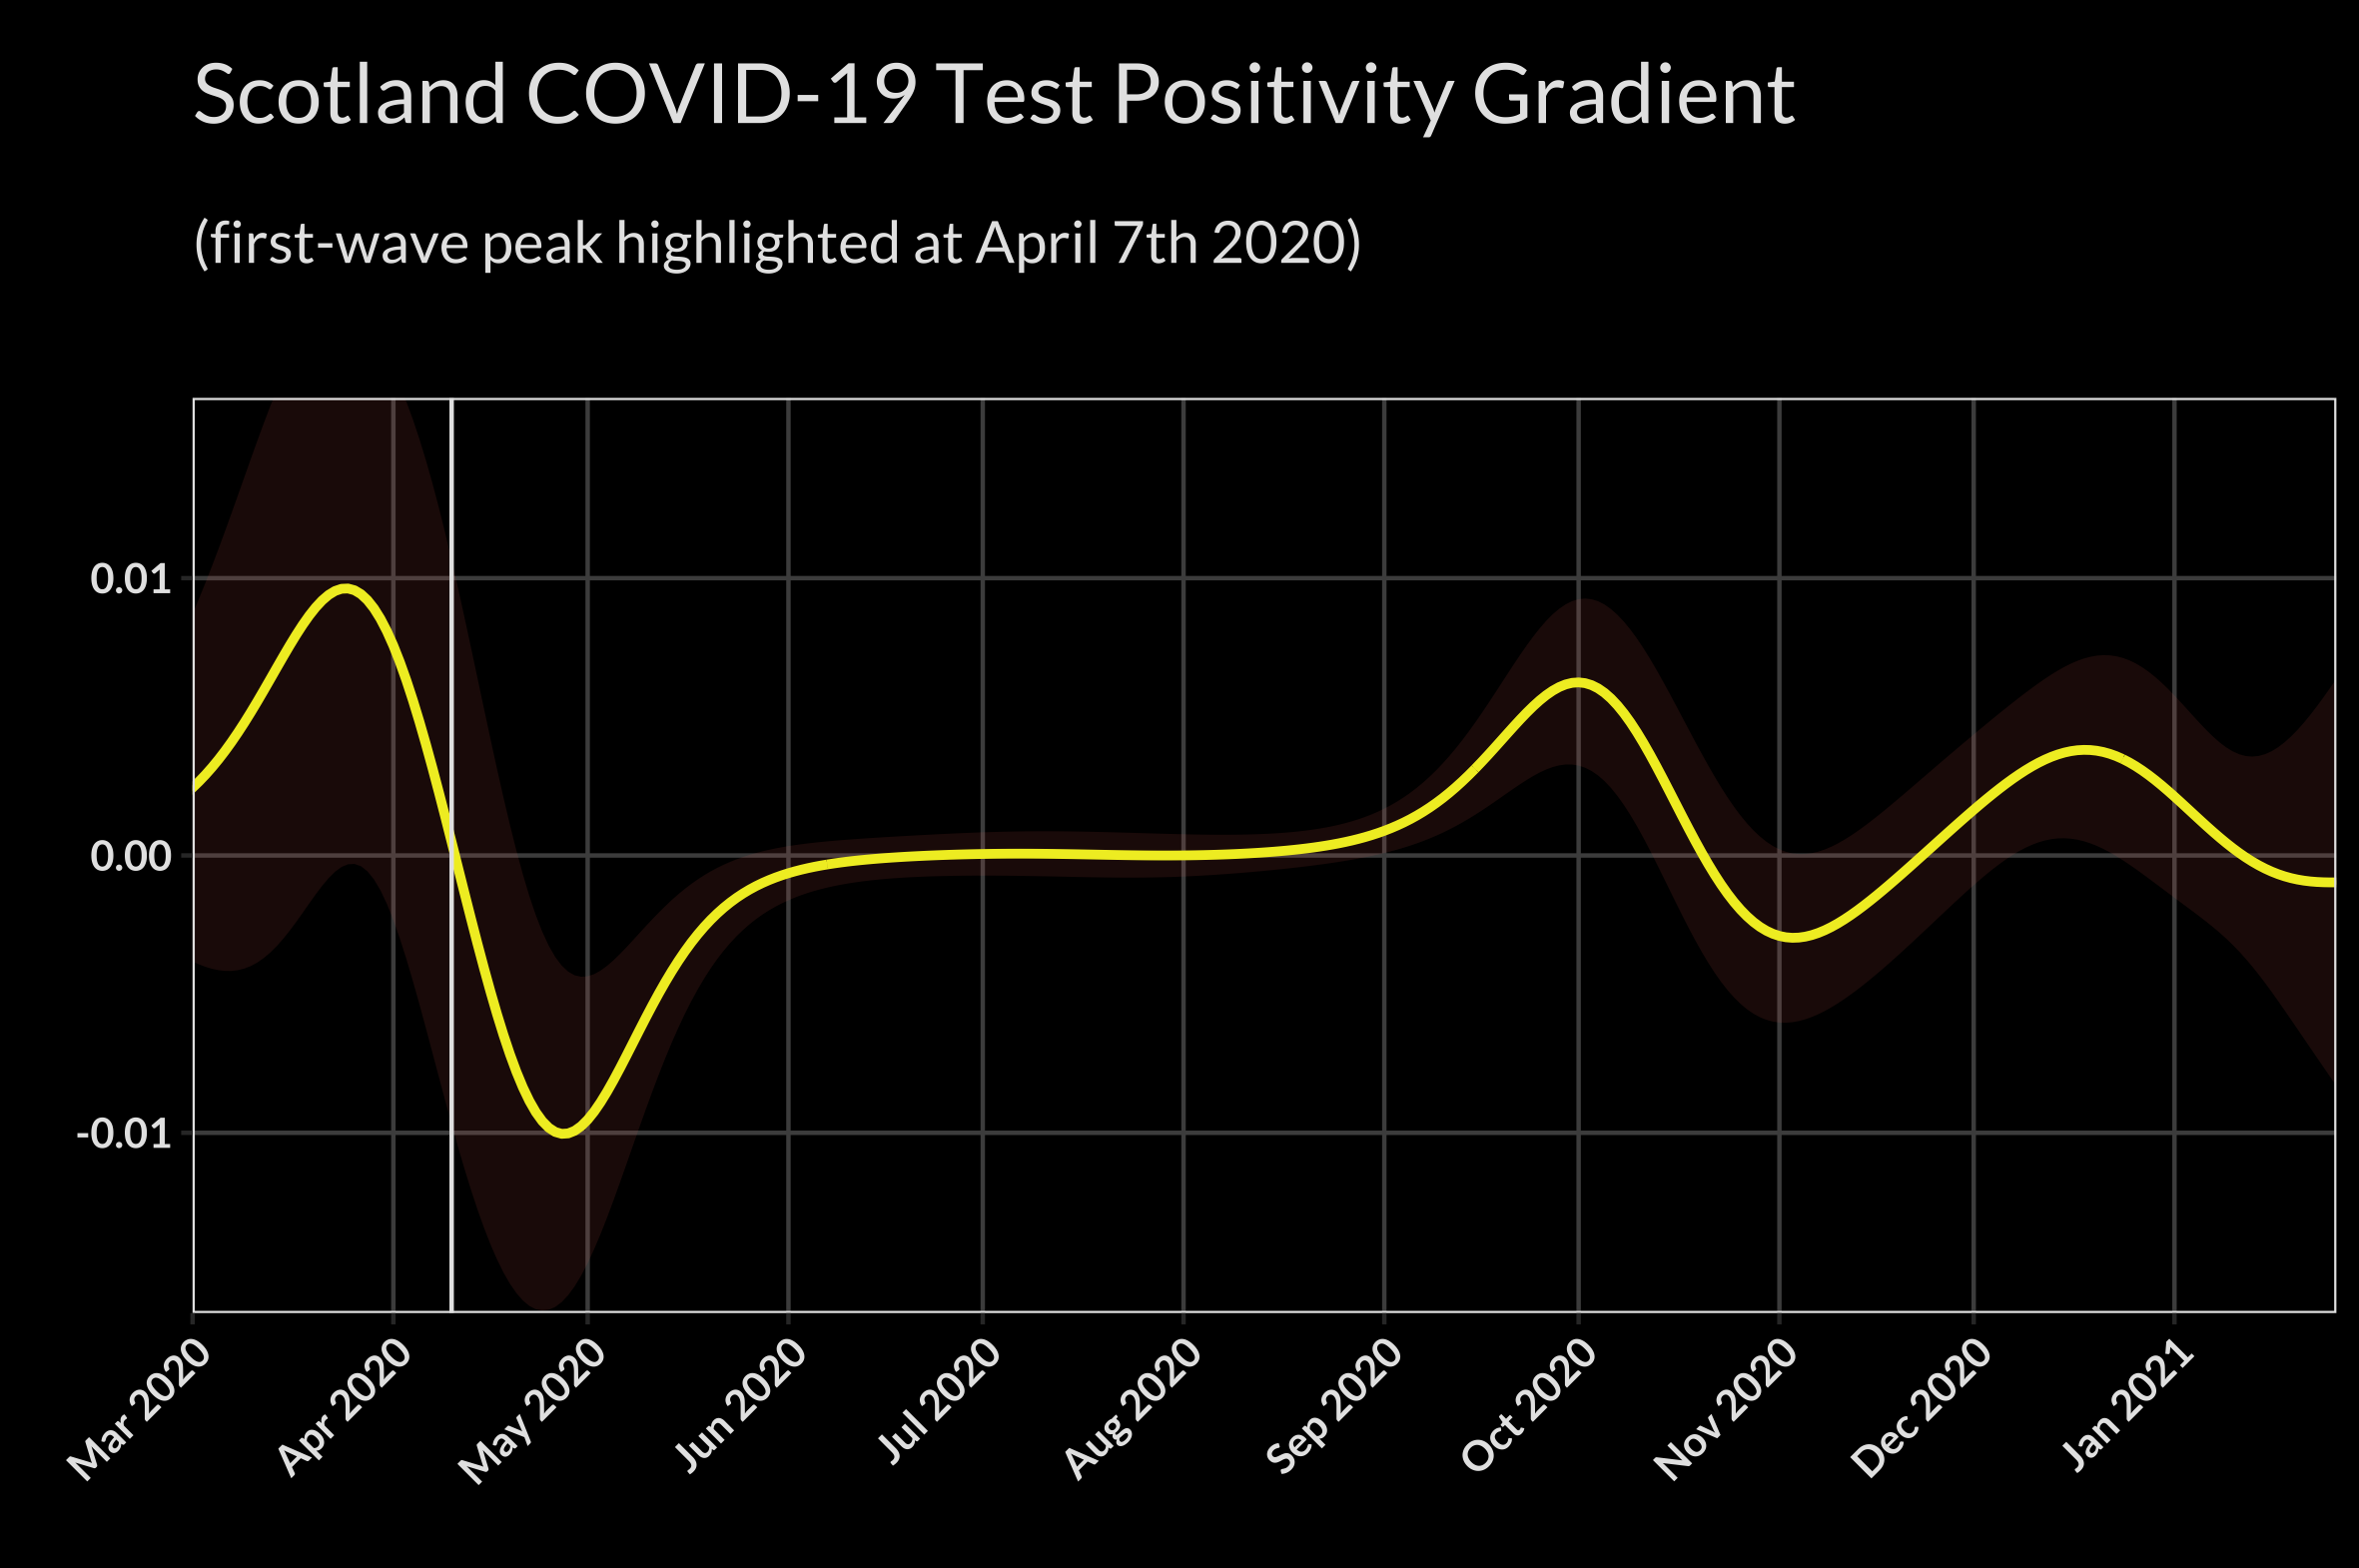 Scotland COVID-19 Test Positivity Gradient
(first-wave peak highlighted at April 7th 2020)
0.01
0.00
-0.01
Mar 2020
Apr 2020
May 2020
Jun 2020
Jul 2020
Aug 2020
Sep 2020
Oct 2020
Nov 2020
Dec 2020
Jan 2021